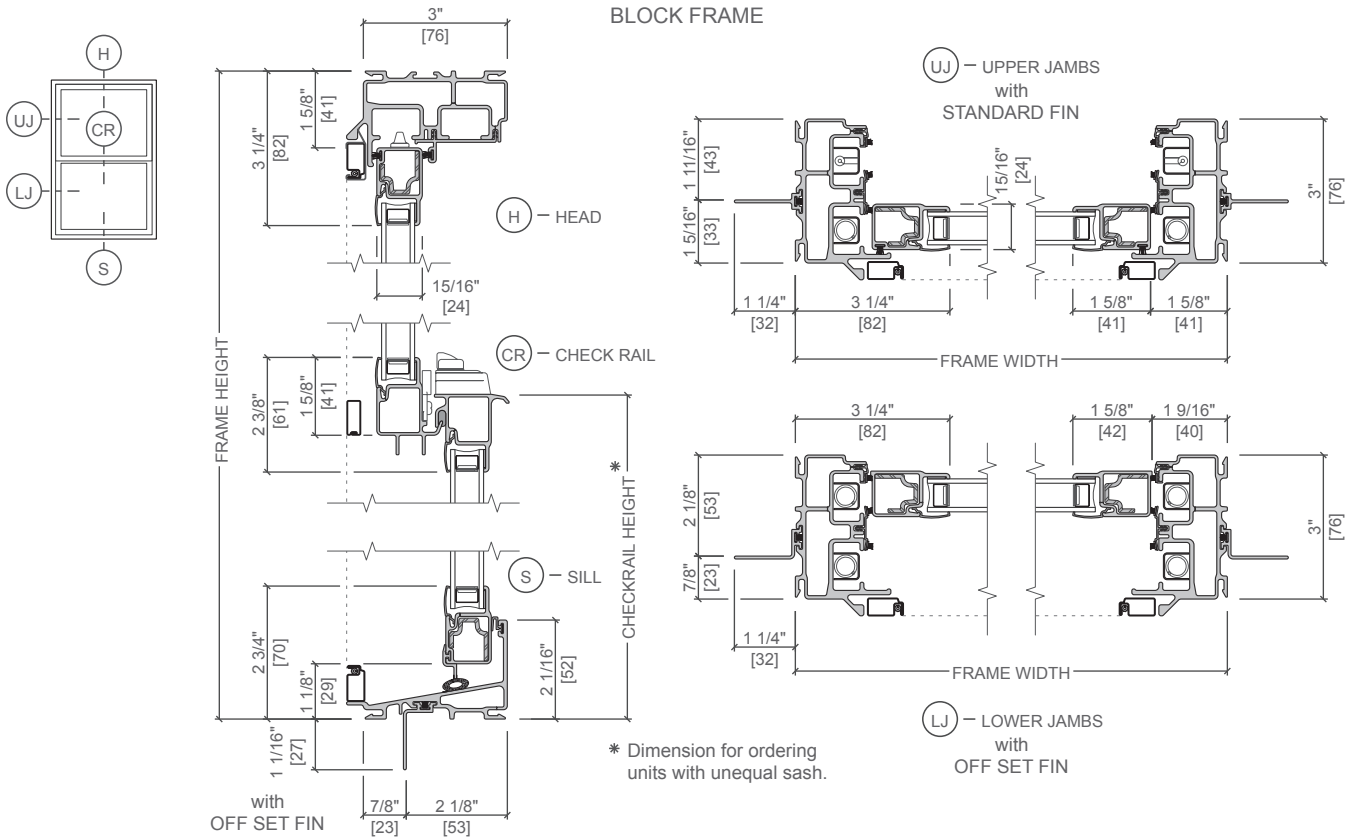 BLOCK FRAME
H
UJ
CR
LJ
S
3"
[76]
FRAME HEIGHT
3 1/4"
[82]
1 5/8"
[41]
H – HEAD
15/16"
[24]
CR – CHECK RAIL
2 3/8"
[61]
1 5/8"
[41]
CHECKRAIL HEIGHT *
S – SILL
2 3/4"
[70]
1 1/8"
[29]
2 1/16"
[52]
1 1/16"
[27]
with
OFF SET FIN
7/8"
[23]
2 1/8"
[53]
* Dimension for ordering
units with unequal sash.
UJ – UPPER JAMBS
with
STANDARD FIN
1 11/16"
[43]
1 5/16"
[33]
15/16"
[24]
3"
[76]
1 1/4"
[32]
3 1/4"
[82]
1 5/8"
[41]
1 5/8"
[41]
FRAME WIDTH
3 1/4"
[82]
1 5/8"
[42]
1 9/16"
[40]
2 1/8"
[53]
7/8"
[23]
3"
[76]
1 1/4"
[32]
FRAME WIDTH
LJ – LOWER JAMBS
with
OFF SET FIN